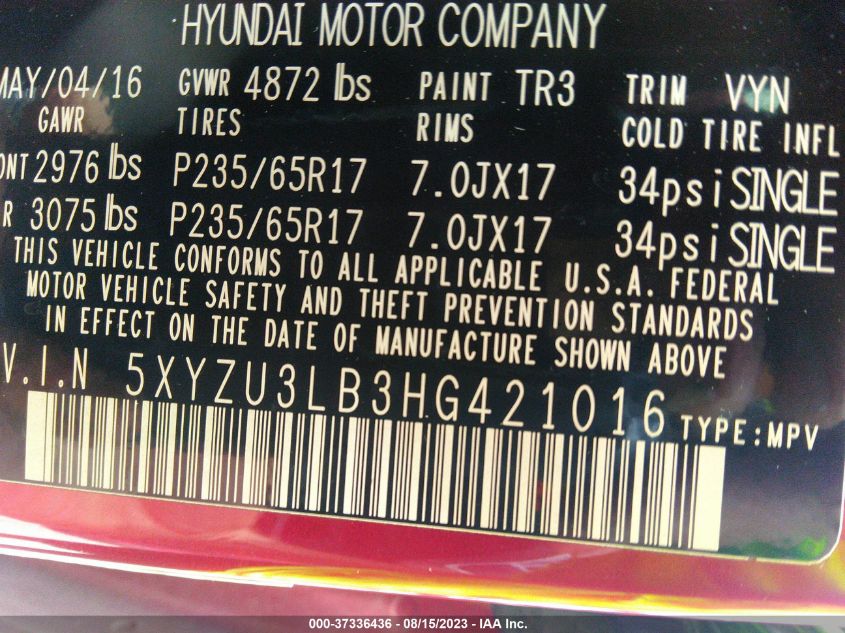 HYUNDAI MOTOR COMPANY
MAY/04/16 GVWR 4872 lbs PAINT TR3 TRIM VYN
GAWR TIRES RIMS COLD TIRE INFL
ONT 2976 lbs P235/65R17 7.0JX17 34psi SINGLE
R 3075 lbs P235/65R17 7.0JX17 34psi SINGLE
THIS VEHICLE CONFORMS TO ALL APPLICABLE U.S.A. FEDERAL
MOTOR VEHICLE SAFETY AND THEFT PREVENTION STANDARDS
IN EFFECT ON THE DATE OF MANUFACTURE SHOWN ABOVE
V.I.N 5XYZU3LB3HG421016 TYPE:MPV
000-37336436 - 08/15/2023 - IAA Inc.